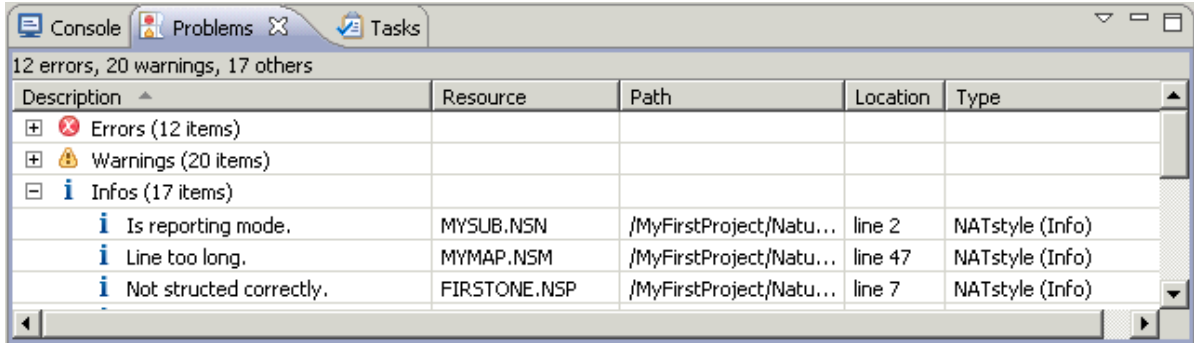 Console Problems Tasks
12 errors, 20 warnings, 17 others
Description Resource Path Location Type
Errors (12 items)
Warnings (20 items)
i Infos (17 items)
i Is reporting mode. MYSUB.NSN /MyFirstProject/Natu... line 2 NATstyle (Info)
i Line too long. MYMAP.NSM /MyFirstProject/Natu... line 47 NATstyle (Info)
i Not structed correctly. FIRSTONE.NSP /MyFirstProject/Natu... line 7 NATstyle (Info)